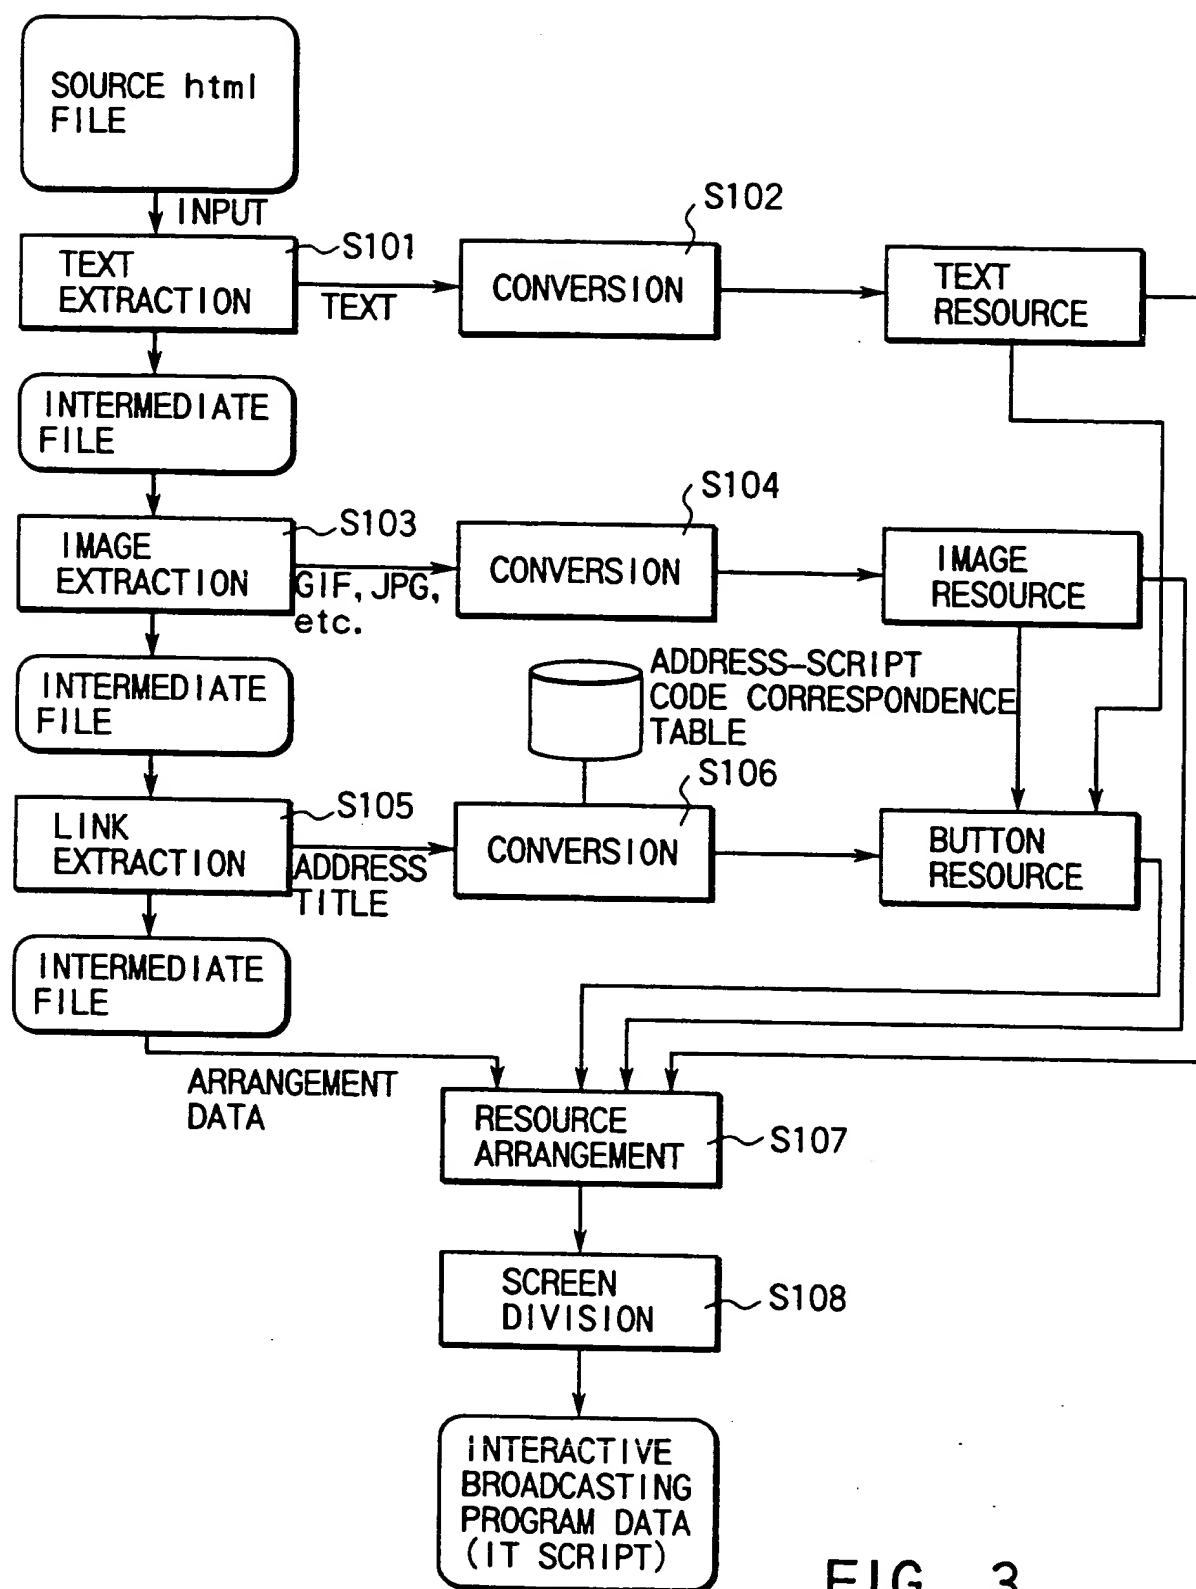 SOURCE html
FILE
INPUT
S101
TEXT
EXTRACTION
TEXT
S102
CONVERSION
TEXT
RESOURCE
INTERMEDIATE
FILE
S103
IMAGE
EXTRACTION
GIF, JPG,
etc.
S104
CONVERSION
IMAGE
RESOURCE
INTERMEDIATE
FILE
ADDRESS-SCRIPT
CODE CORRESPONDENCE
TABLE
S105
LINK
EXTRACTION
ADDRESS
TITLE
S106
CONVERSION
BUTTON
RESOURCE
INTERMEDIATE
FILE
ARRANGEMENT
DATA
RESOURCE
ARRANGEMENT
S107
SCREEN
DIVISION
S108
INTERACTIVE
BROADCASTING
PROGRAM DATA
(IT SCRIPT)
FIG. 3